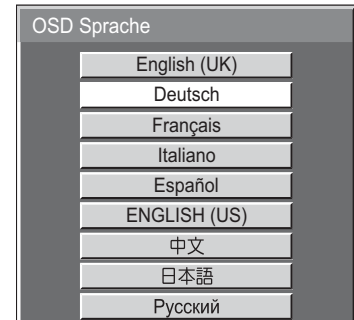 OSD Sprache
English (UK)
Deutsch
Français
Italiano
Español
ENGLISH (US)
中文
日本語
Русский